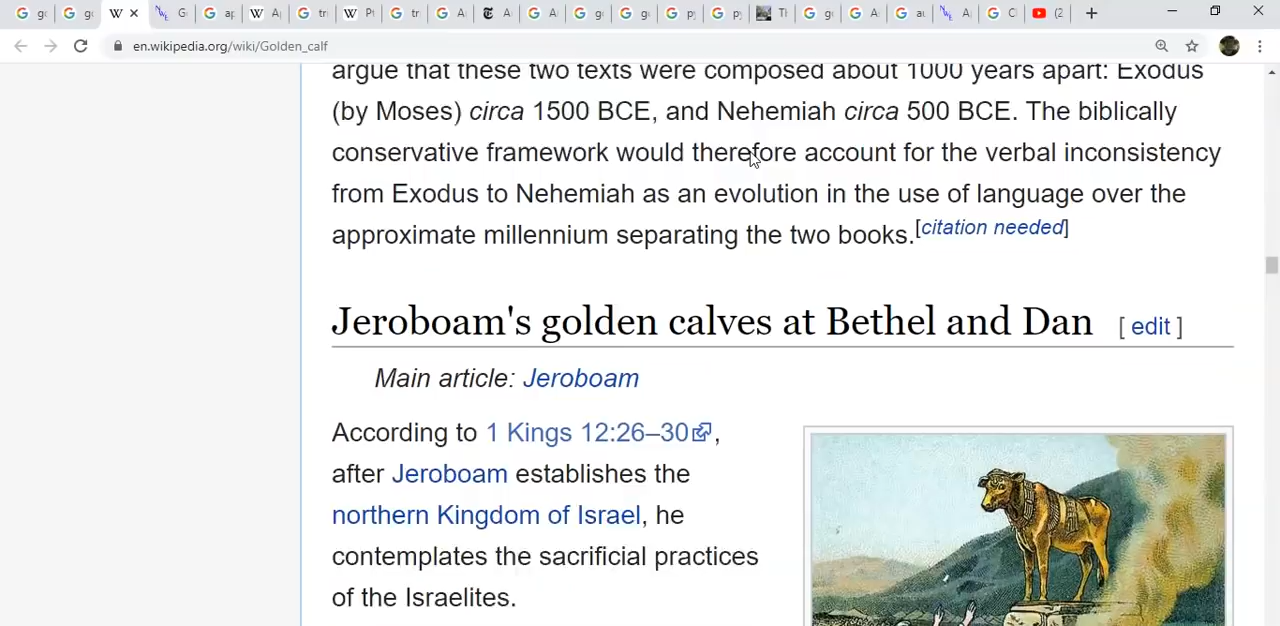 g
g
W
G
a
W A
tr
W P
tr
A
A
A
g
g
p
p
T
g
A
a
A
C
(2
en.wikipedia.org/wiki/Golden_calf
argue that these two texts were composed about 1000 years apart: Exodus
(by Moses) circa 1500 BCE, and Nehemiah circa 500 BCE. The biblically
conservative framework would therefore account for the verbal inconsistency
from Exodus to Nehemiah as an evolution in the use of language over the
approximate millennium separating the two books.[citation needed]
Jeroboam's golden calves at Bethel and Dan [ edit ]
Main article: Jeroboam
According to 1 Kings 12:26–30,
after Jeroboam establishes the
northern Kingdom of Israel, he
contemplates the sacrificial practices
of the Israelites.